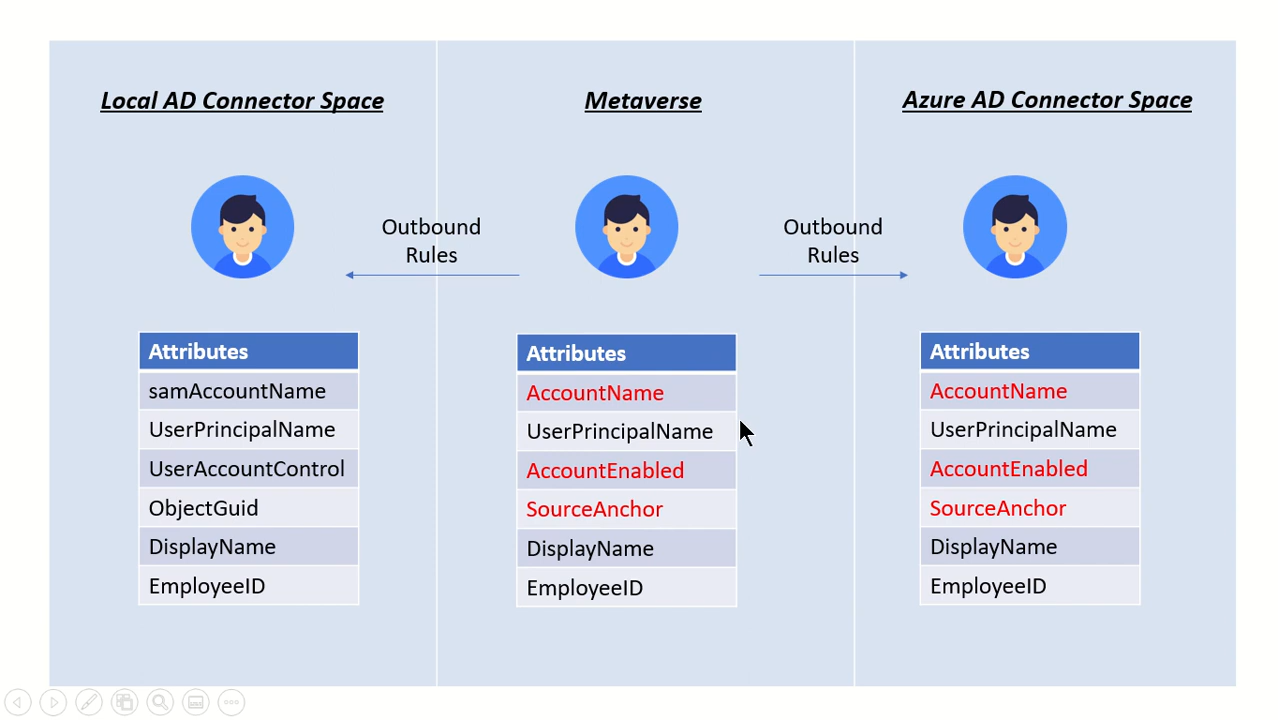 Local AD Connector Space
Metaverse
Azure AD Connector Space
Outbound
Rules
Outbound
Rules
Attributes
samAccountName
UserPrincipalName
UserAccountControl
ObjectGuid
DisplayName
EmployeeID
Attributes
AccountName
UserPrincipalName
AccountEnabled
SourceAnchor
DisplayName
EmployeeID
Attributes
AccountName
UserPrincipalName
AccountEnabled
SourceAnchor
DisplayName
EmployeeID